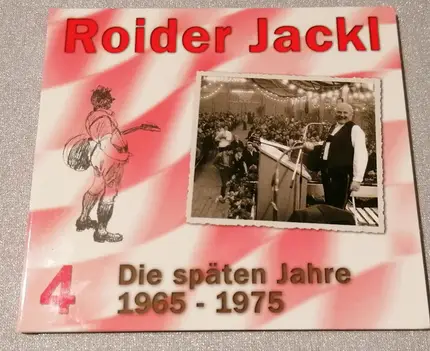 Roider Jackl
4
Die späten Jahre
1965 - 1975